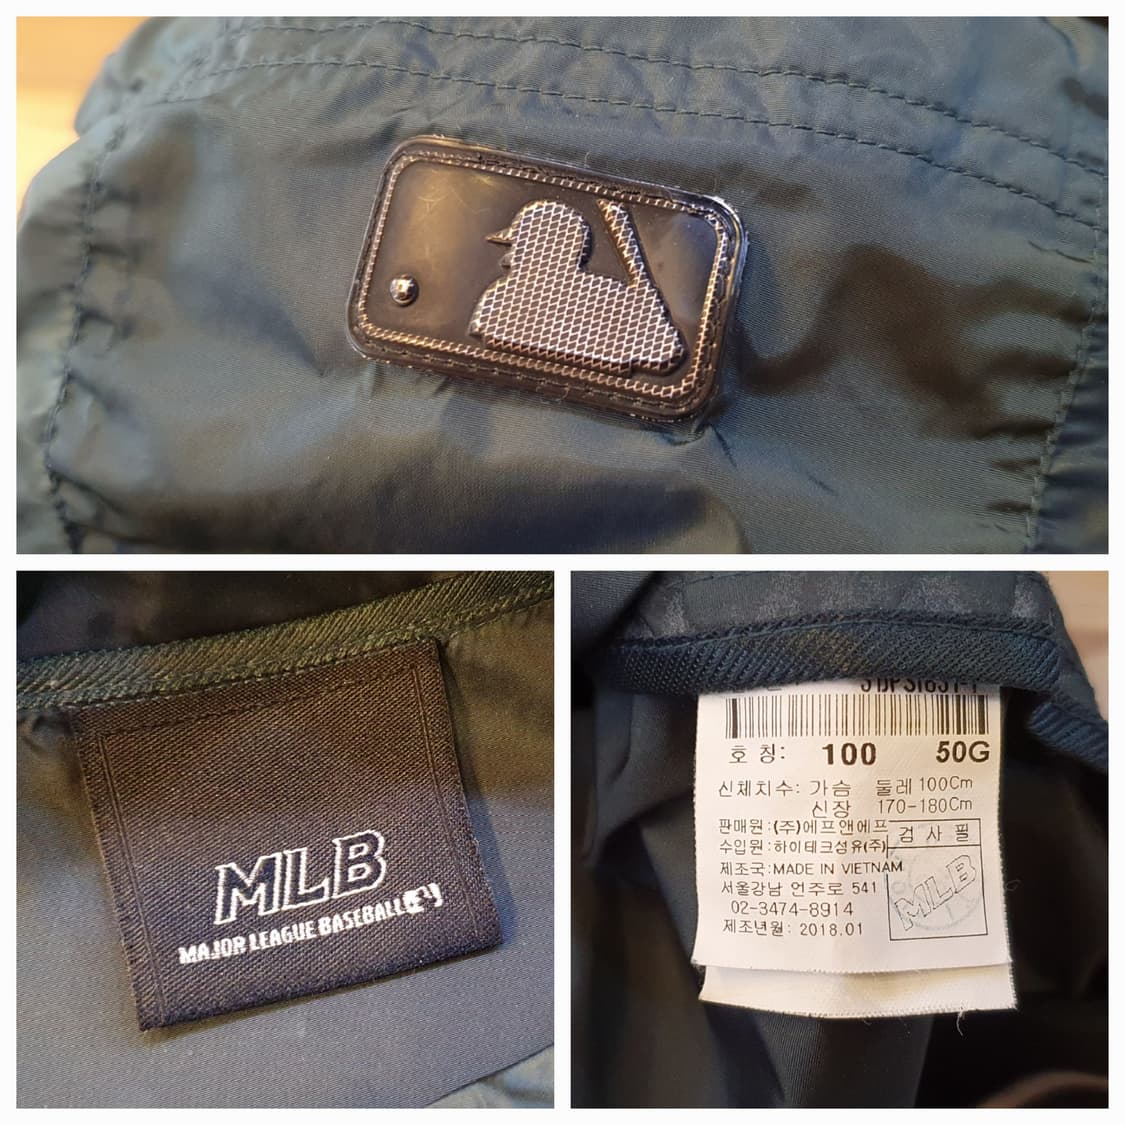 MLB
MAJOR LEAGUE BASEBALL
호 칭: 100 50G
신체치수: 가슴 둘레 100Cm
신장 170-180Cm
판매원:(주)에프앤에프
수입원:하이테크섬유(주)
검 사 필
제조국:MADE IN VIETNAM
서울강남 언주로 541
02-3474-8914
제조년월: 2018.01
MLB